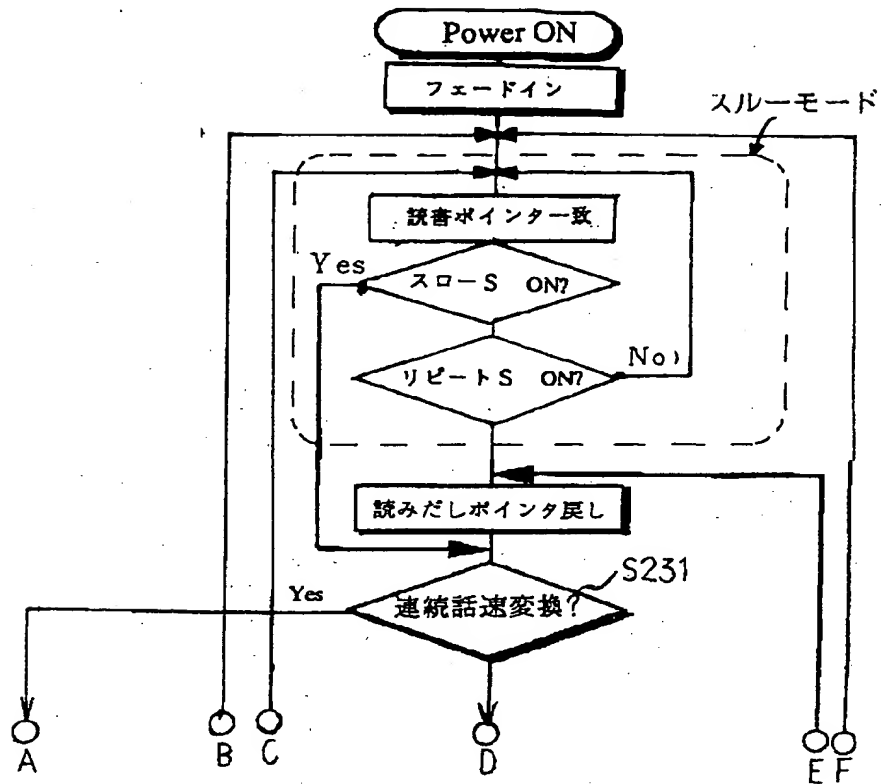 Power ON
フェードイン
スルーモード
読書ポインター致
Yes
スローS ON?
リピートS ON?
No
読みだしポインタ戻し
S231
Yes
連続話速変換?
A
B
C
D
E
F